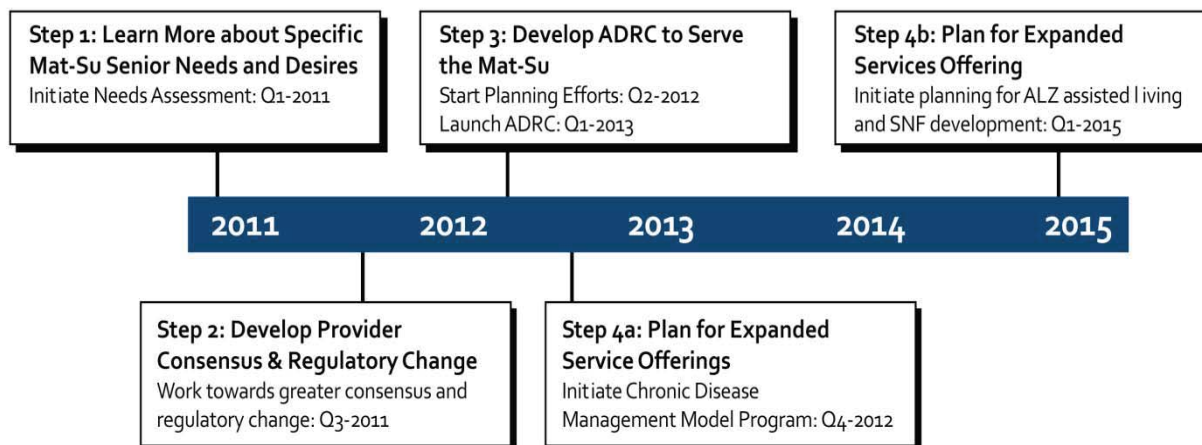 Step 1: Learn More about Specific
Mat-Su Senior Needs and Desires
Initiate Needs Assessment: Q1-2011
Step 3: Develop ADRC to Serve
the Mat-Su
Start Planning Efforts: Q2-2012
Launch ADRC: Q1-2013
Step 4b: Plan for Expanded
Services Offering
Initiate planning for ALZ assisted living
and SNF development: Q1-2015
2011 2012 2013 2014 2015
Step 2: Develop Provider
Consensus & Regulatory Change
Work towards greater consensus and
regulatory change: Q3-2011
Step 4a: Plan for Expanded
Service Offerings
Initiate Chronic Disease
Management Model Program: Q4-2012